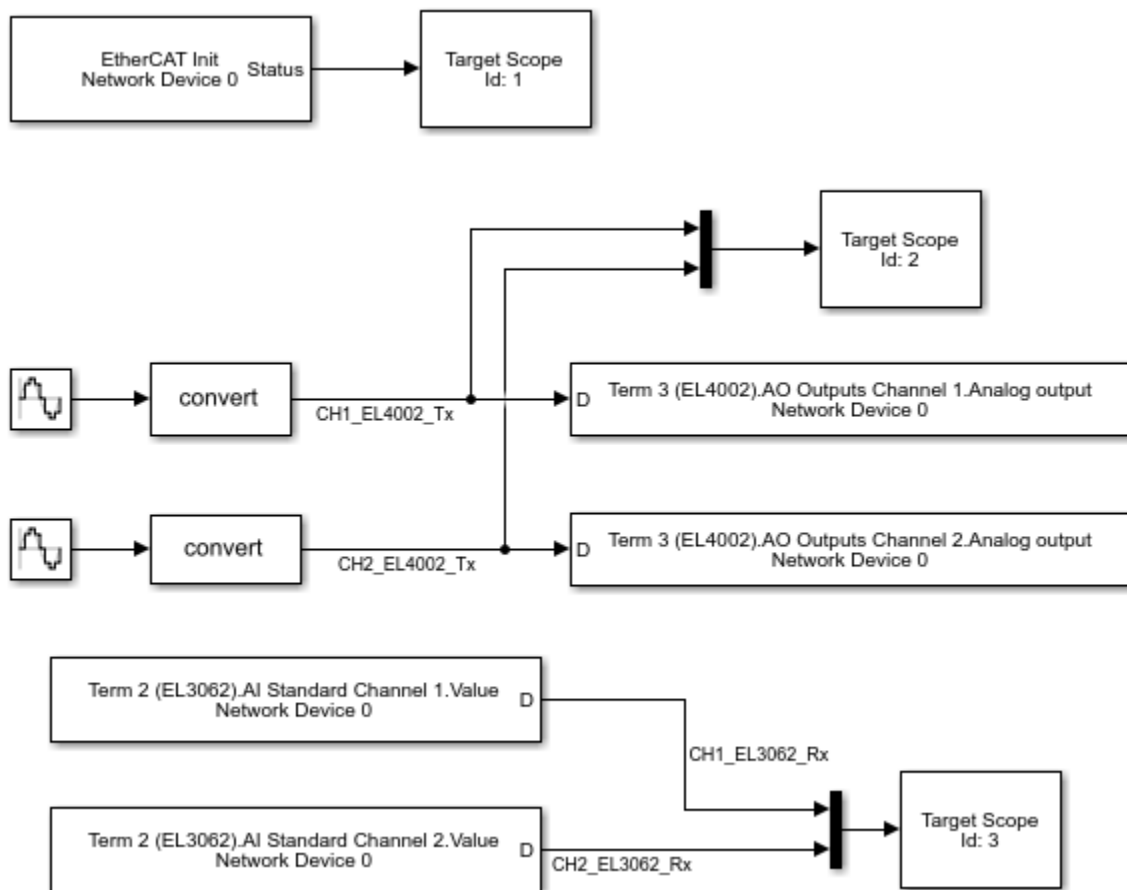 EtherCAT Init
Network Device 0
Status
Target Scope
Id: 1
Target Scope
Id: 2
convert
CH1_EL4002_Tx
D
Term 3 (EL4002).AO Outputs Channel 1.Analog output
Network Device 0
convert
CH2_EL4002_Tx
D
Term 3 (EL4002).AO Outputs Channel 2.Analog output
Network Device 0
Term 2 (EL3062).AI Standard Channel 1.Value
Network Device 0
D
CH1_EL3062_Rx
Term 2 (EL3062).AI Standard Channel 2.Value
Network Device 0
D
CH2_EL3062_Rx
Target Scope
Id: 3